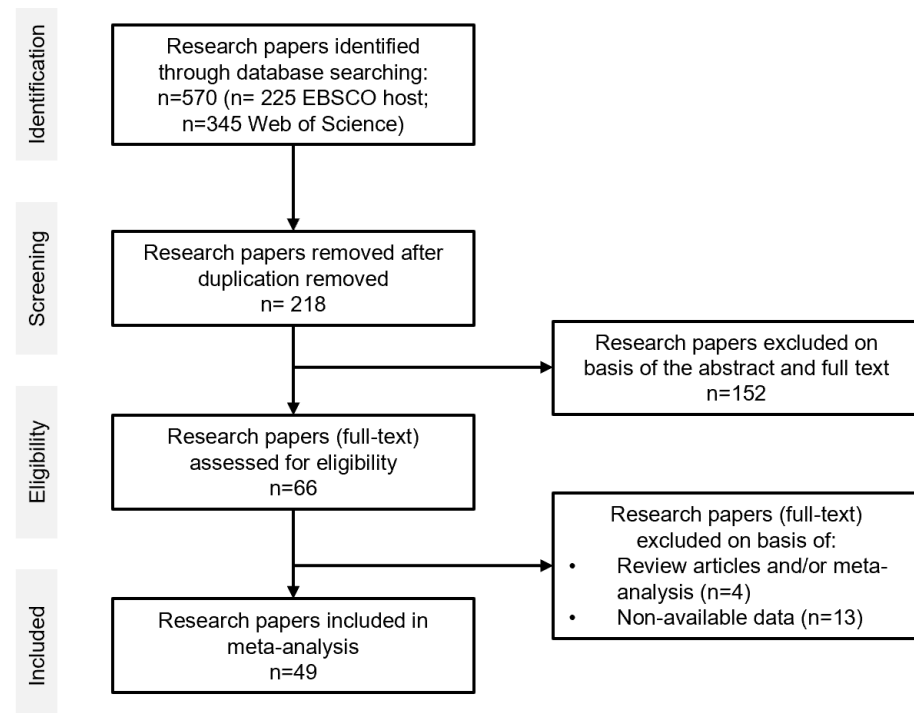 Identification
Research papers identified
through database searching:
n=570 (n= 225 EBSCO host;
n=345 Web of Science)
Screening
Research papers removed after
duplication removed
n= 218
Research papers excluded on
basis of the abstract and full text
n=152
Eligibility
Research papers (full-text)
assessed for eligibility
n=66
Research papers (full-text)
excluded on basis of:
• Review articles and/or meta-
analysis (n=4)
• Non-available data (n=13)
Included
Research papers included in
meta-analysis
n=49